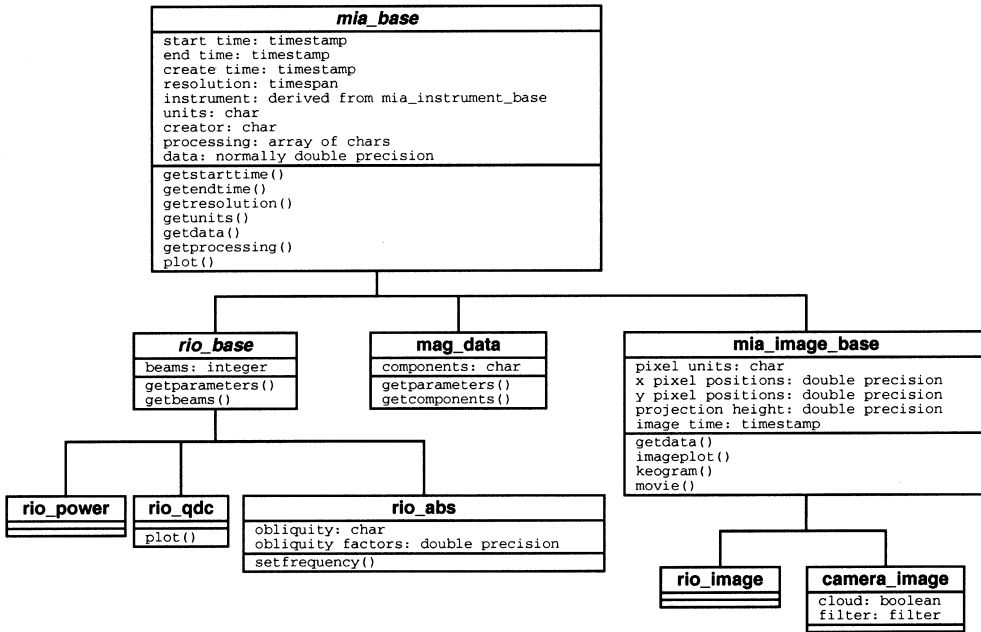 mia_base
start time: timestamp
end time: timestamp
create time: timestamp
resolution: timespan
instrument: derived from mia_instrument_base
units: char
creator: char
processing: array of chars
data: normally double precision
getstarttime()
getendtime()
getresolution()
getunits()
getdata()
getprocessing()
plot()
rio_base
beams: integer
getparameters()
getbeams()
mag_data
components: char
getparameters()
getcomponents()
mia_image_base
pixel units: char
x pixel positions: double precision
y pixel positions: double precision
projection height: double precision
image time: timestamp
getdata()
imageplot()
keogram()
movie()
rio_power
rio_qdc
plot()
rio_abs
obliquity: char
obliquity factors: double precision
setfrequency()
rio_image
camera_image
cloud: boolean
filter: filter